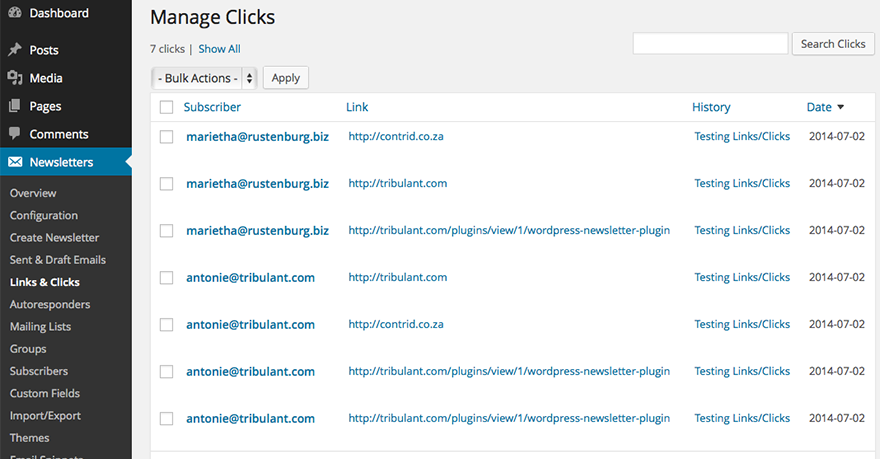 Dashboard
Posts
Media
Pages
Comments
Newsletters
Overview
Configuration
Create Newsletter
Sent & Draft Emails
Links & Clicks
Autoresponders
Mailing Lists
Groups
Subscribers
Custom Fields
Import/Export
Themes
Email Snippets
Manage Clicks
7 clicks | Show All
Search Clicks
- Bulk Actions - Apply
Subscriber Link History Date
marietha@rustenburg.biz http://contrid.co.za Testing Links/Clicks 2014-07-02
marietha@rustenburg.biz http://tribulant.com Testing Links/Clicks 2014-07-02
marietha@rustenburg.biz http://tribulant.com/plugins/view/1/wordpress-newsletter-plugin Testing Links/Clicks 2014-07-02
antonie@tribulant.com http://tribulant.com Testing Links/Clicks 2014-07-02
antonie@tribulant.com http://contrid.co.za Testing Links/Clicks 2014-07-02
antonie@tribulant.com http://tribulant.com/plugins/view/1/wordpress-newsletter-plugin Testing Links/Clicks 2014-07-02
antonie@tribulant.com http://tribulant.com/plugins/view/1/wordpress-newsletter-plugin Testing Links/Clicks 2014-07-02